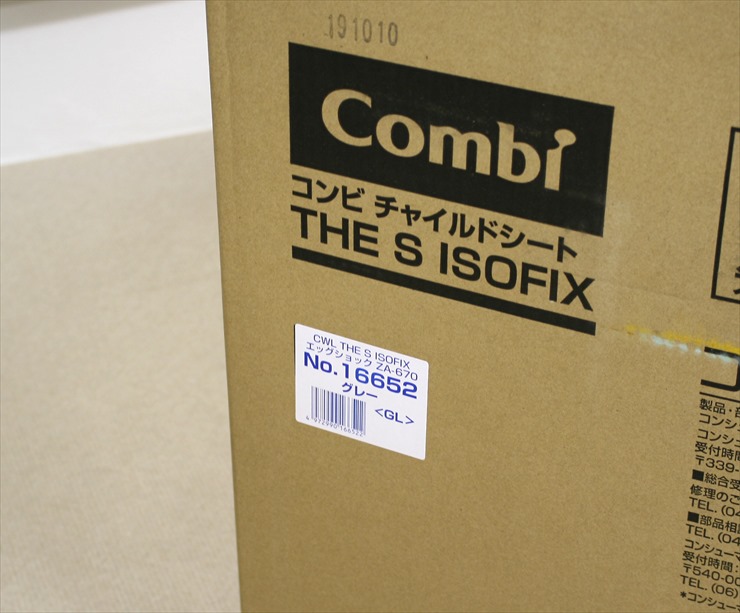 191010
Combi
コンビ チャイルドシート
THE S ISOFIX
CWL THE S ISOFIX
エッグショック ZA-670
No.16652
グレー
<GL>
4 972990 166522
製品・
コンシ
コンシ
受付時間
〒339-
■総合受
修理のご
TEL. (04
■部品相
TEL. (04
コンシューマ
受付時間:
〒540-00
TEL. (06)
*コンシュー